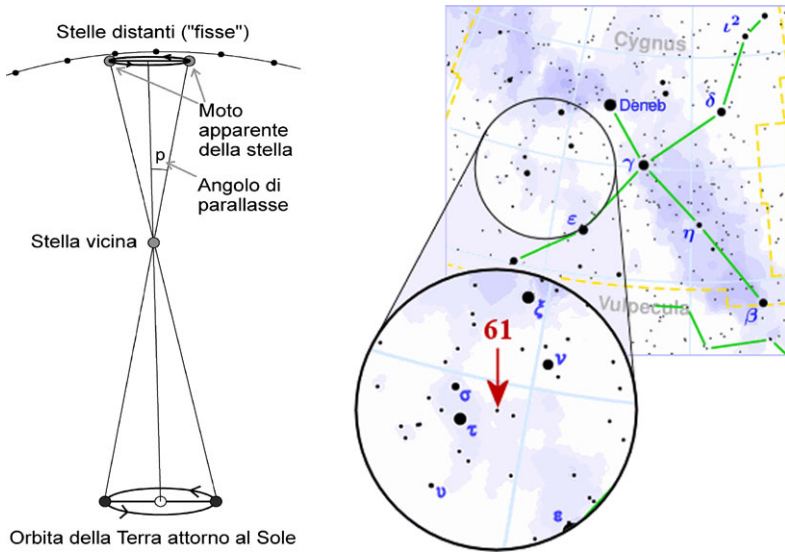 Stelle distanti ("fisse")
Moto
apparente
della stella
p
Angolo di
parallasse
Stella vicina
Orbita della Terra attorno al Sole
Cygnus
ι²
δ
Deneb
γ
ε
η
β
Vulpecula
ξ
61
ν
σ
τ
υ
ε